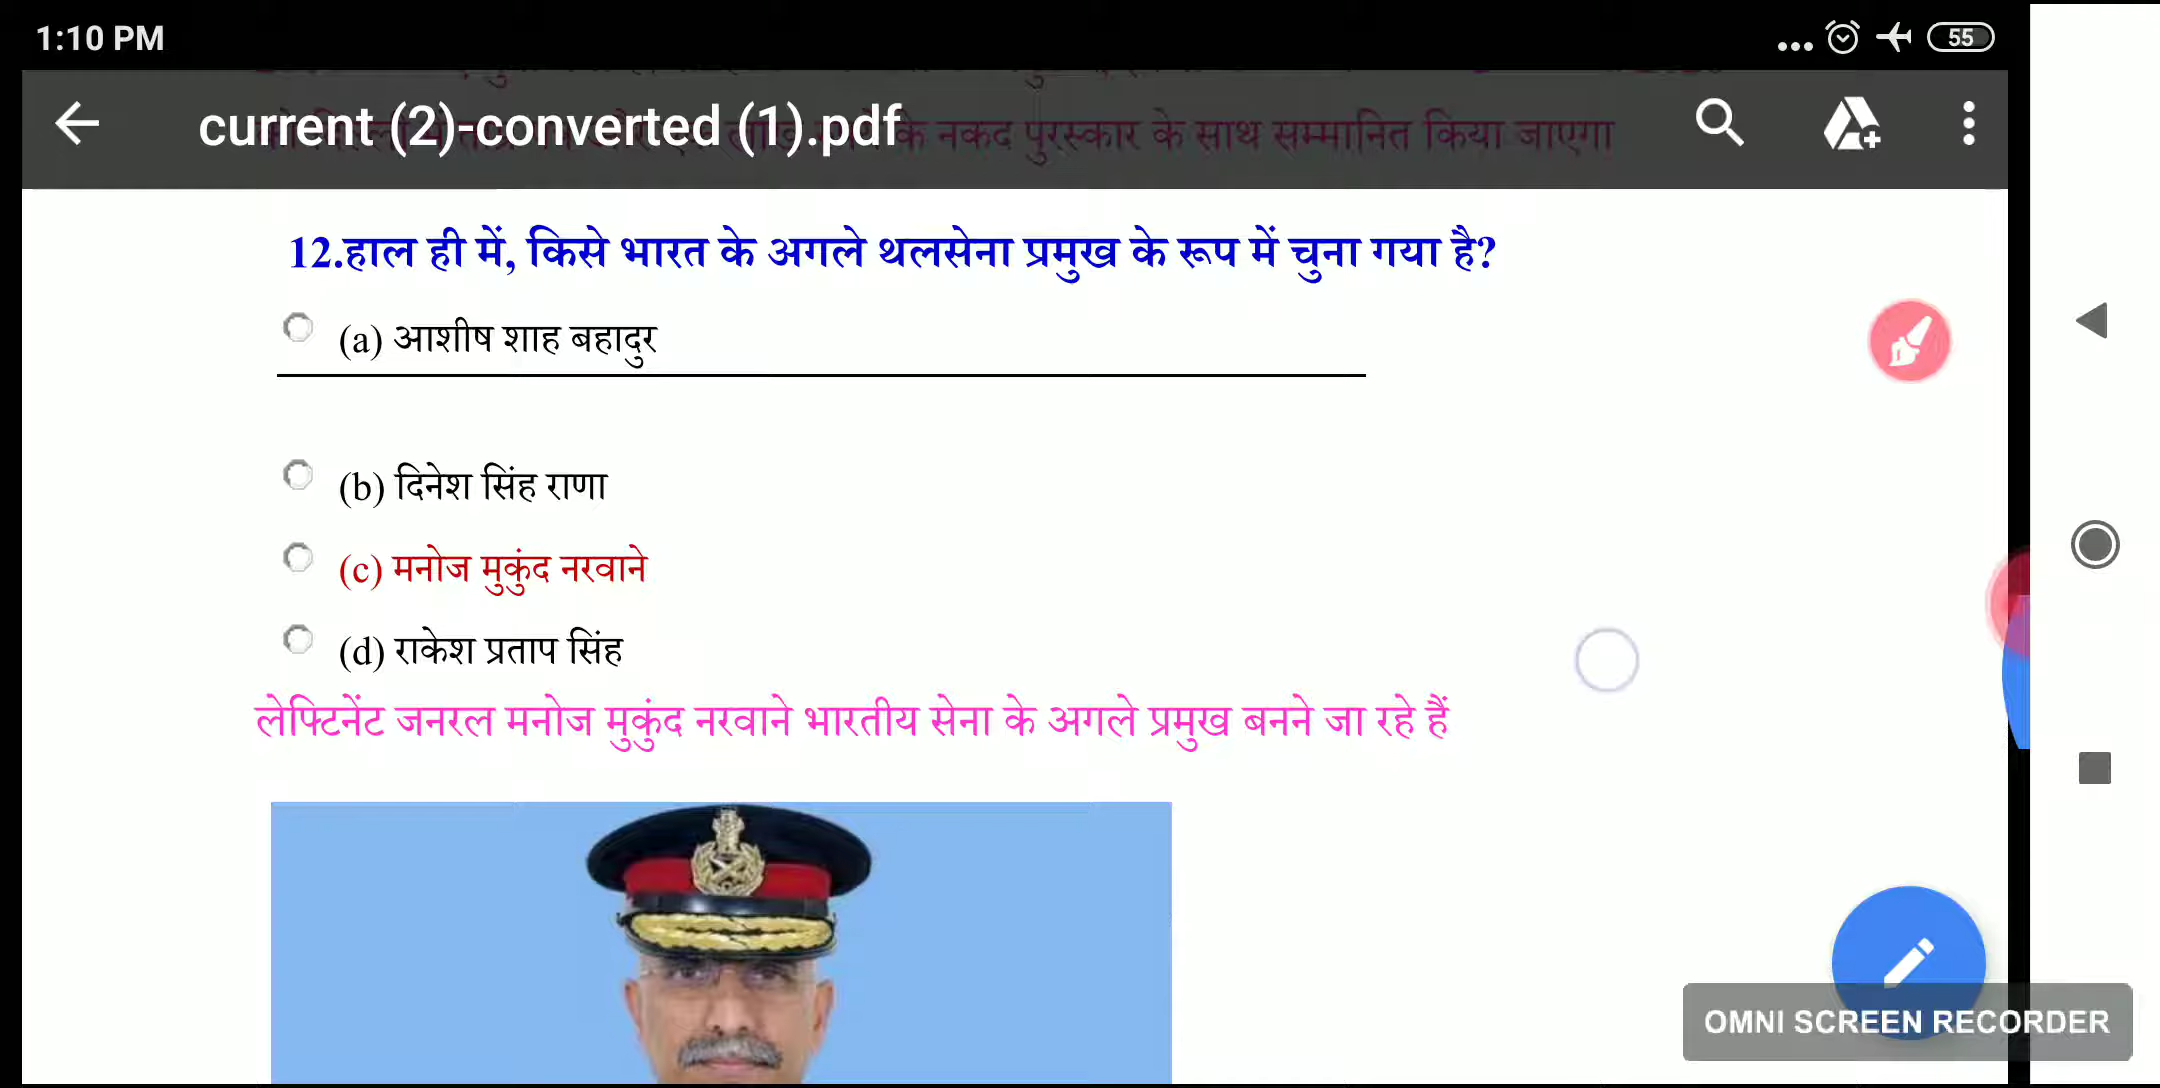 1:10 PM
55
current (2)-converted (1).pdf
के नकद पुरस्कार के साथ सम्मानित किया जाएगा
12.हाल ही में, किसे भारत के अगले थलसेना प्रमुख के रूप में चुना गया है?
(a) आशीष शाह बहादुर
(b) दिनेश सिंह राणा
(c) मनोज मुकुंद नरवाने
(d) राकेश प्रताप सिंह
लेफ्टिनेंट जनरल मनोज मुकुंद नरवाने भारतीय सेना के अगले प्रमुख बनने जा रहे हैं
OMNI SCREEN RECORDER